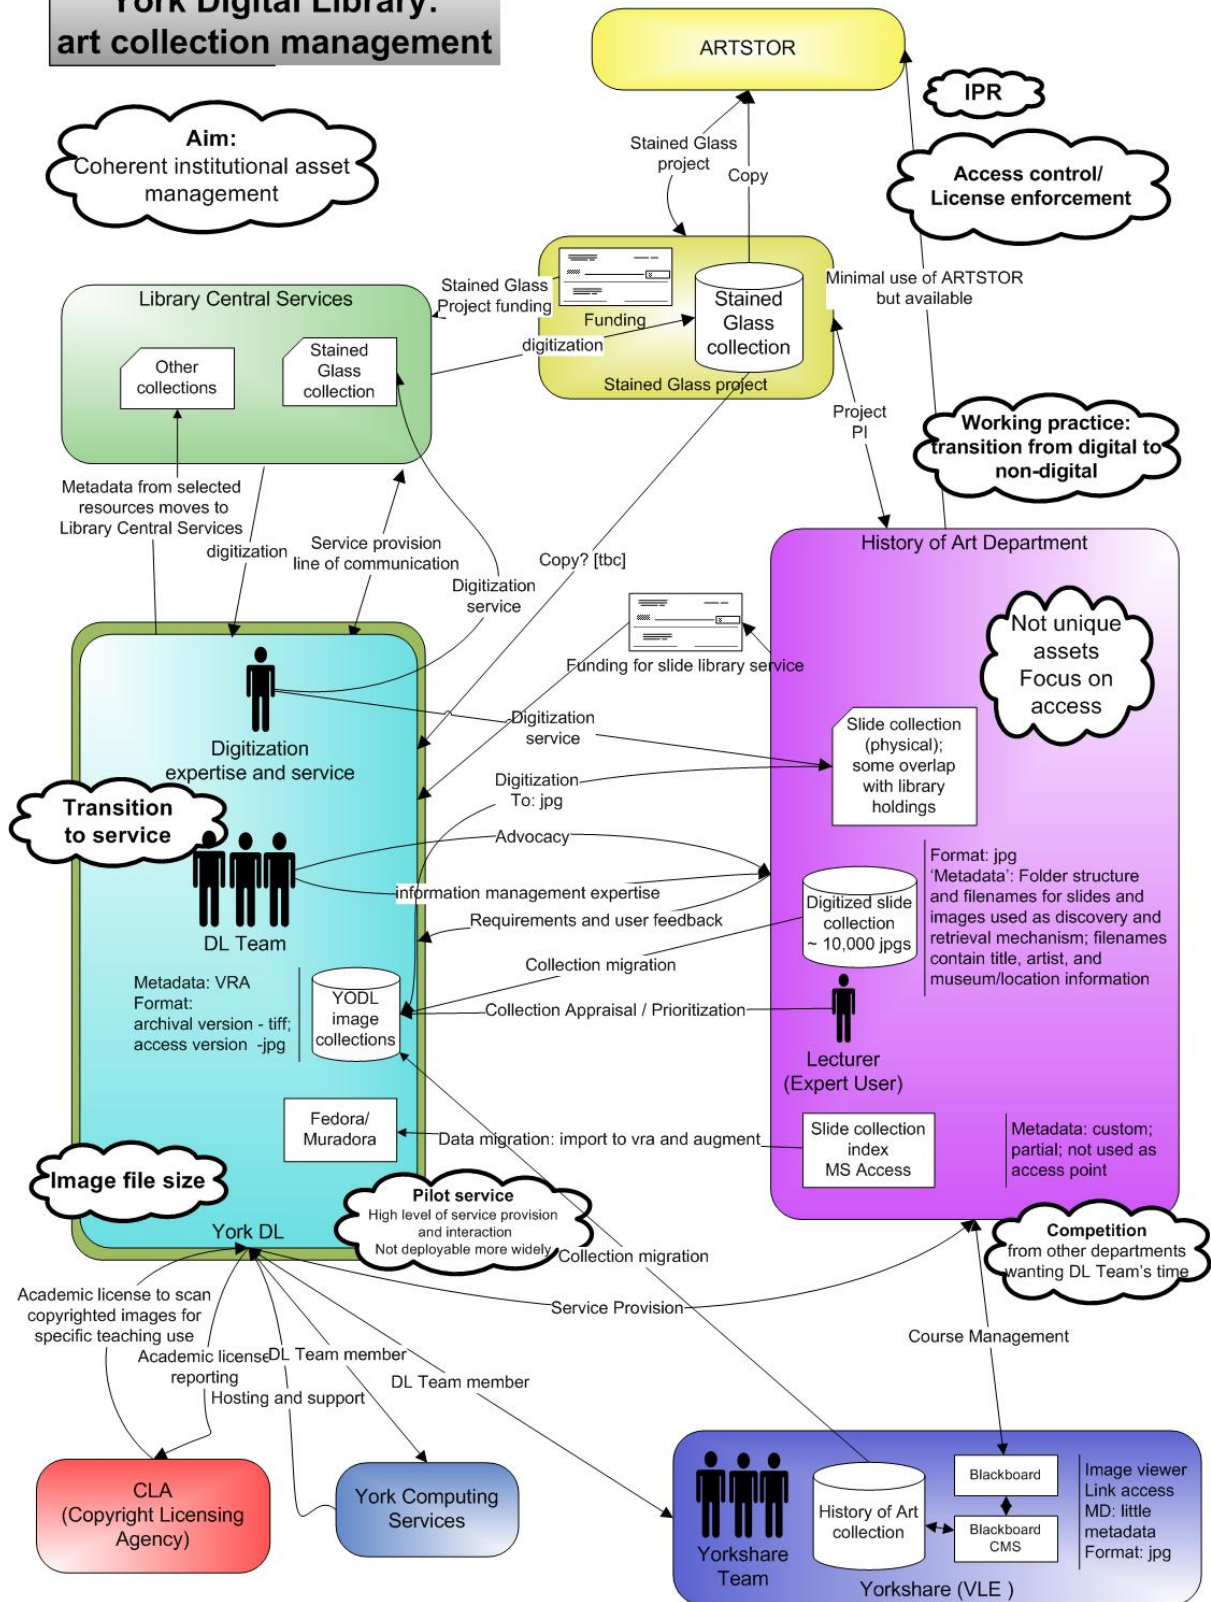 York Digital Library:
art collection management
ARTSTOR
IPR
Aim:
Coherent institutional asset
management
Stained Glass
project
Copy
Access control/
License enforcement
Library Central Services
Stained Glass
Project funding
Funding
Stained
Glass
collection
Minimal use of ARTSTOR
but available
digitization
Stained Glass project
Other
collections
Stained
Glass
collection
Project
PI
Working practice:
transition from digital to
non-digital
Metadata from selected
resources moves to
Library Central Services
digitization
Service provision
line of communication
Digitization
service
Copy? [tbc]
History of Art Department
Not unique
assets
Focus on
access
Funding for slide library service
Digitization
expertise and service
Digitization
service
Slide collection
(physical);
some overlap
with library
holdings
Digitization
To: jpg
Transition
to service
Advocacy
information management expertise
Requirements and user feedback
DL Team
Digitized slide
collection
~ 10,000 jpgs
Format: jpg
‘Metadata’: Folder structure
and filenames for slides and
images used as discovery and
retrieval mechanism; filenames
contain title, artist, and
museum/location information
Collection migration
Metadata: VRA
Format:
archival version - tiff;
access version -jpg
YODL
image
collections
Collection Appraisal / Prioritization
Lecturer
(Expert User)
Fedora/
Muradora
Data migration: import to vra and augment
Slide collection
index
MS Access
Metadata: custom;
partial; not used as
access point
Image file size
Pilot service
High level of service provision
and interaction
Not deployable more widely
York DL
Collection migration
Competition
from other departments
wanting DL Team's time
Service Provision
Academic license to scan
copyrighted images for
specific teaching use
Academic license
reporting
DL Team member
Hosting and support
DL Team member
Course Management
CLA
(Copyright Licensing
Agency)
York Computing
Services
Yorkshare
Team
History of Art
collection
Blackboard
Blackboard
CMS
Image viewer
Link access
MD: little
metadata
Format: jpg
Yorkshare (VLE )